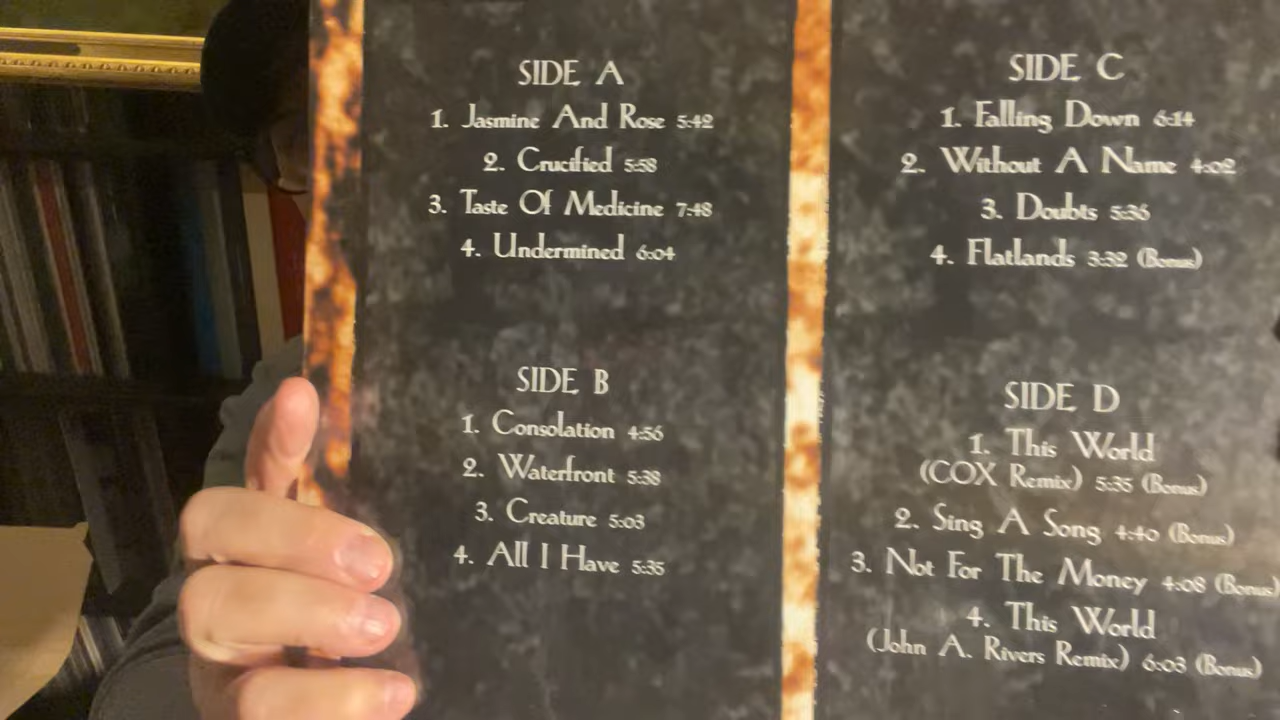 SIDE A
1. Jasmine And Rose 5:42
2. Crucified 5:58
3. Taste Of Medicine 7:48
4. Undermined 6:04
SIDE B
1. Consolation 4:56
2. Waterfront 5:38
3. Creature 5:03
4. All I Have 5:35
SIDE C
1. Falling Down 6:14
2. Without A Name 4:02
3. Doubts 5:36
4. Flatlands 3:32 (Bonus)
SIDE D
1. This World
(COX Remix) 5:35 (Bonus)
2. Sing A Song 4:40 (Bonus)
3. Not For The Money 4:08 (Bonus)
4. This World
(John A. Rivers Remix) 6:03 (Bonus)